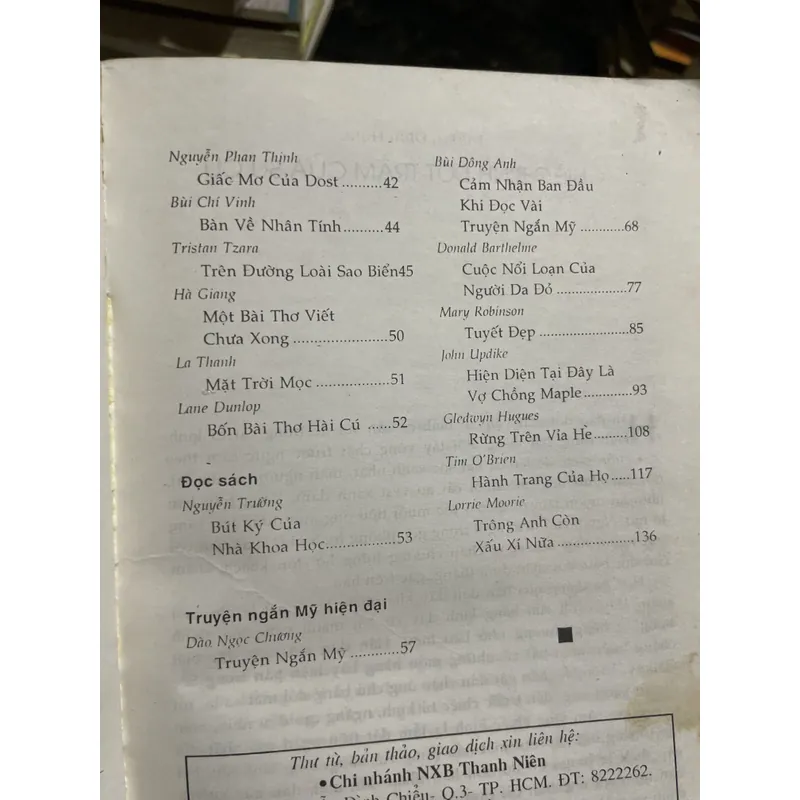 Nguyễn Phan Thịnh
Giấc Mơ Của Dost ..........42
Bùi Chí Vinh
Bàn Về Nhân Tính..........44
Tristan Tzara
Trên Đường Loài Sao Biển45
Hà Giang
Một Bài Thơ Viết
Chưa Xong ........................50
La Thanh
Mặt Trời Mọc ...................51
Lane Dunlop
Bốn Bài Thơ Hài Cú ......52
Đọc sách
Nguyễn Trường
Bút Ký Của
Nhà Khoa Học..................53
Truyện ngắn Mỹ hiện đại
Dào Ngọc Chương
Truyện Ngắn Mỹ ............57
Bùi Dông Anh
Cảm Nhận Ban Đầu
Khi Đọc Vài
Truyện Ngắn Mỹ ...........68
Donald Barthelme
Cuộc Nổi Loạn Của
Người Da Đỏ ..................77
Mary Robinson
Tuyết Đẹp .......................85
John Updike
Hiện Diện Tại Đây Là
Vợ Chồng Maple............93
Gledwyn Hugues
Rừng Trên Vỉa Hè.........108
Tim O'Brien
Hành Trang Của Họ.....117
Lorrie Moorie
Trông Anh Còn
Xấu Xí Nữa ....................136
Thư từ, bản thảo, giao dịch xin liên hệ:
•Chi nhánh NXB Thanh Niên
Đình Chiểu- Q.3- TP. HCM. ĐT: 8222262.